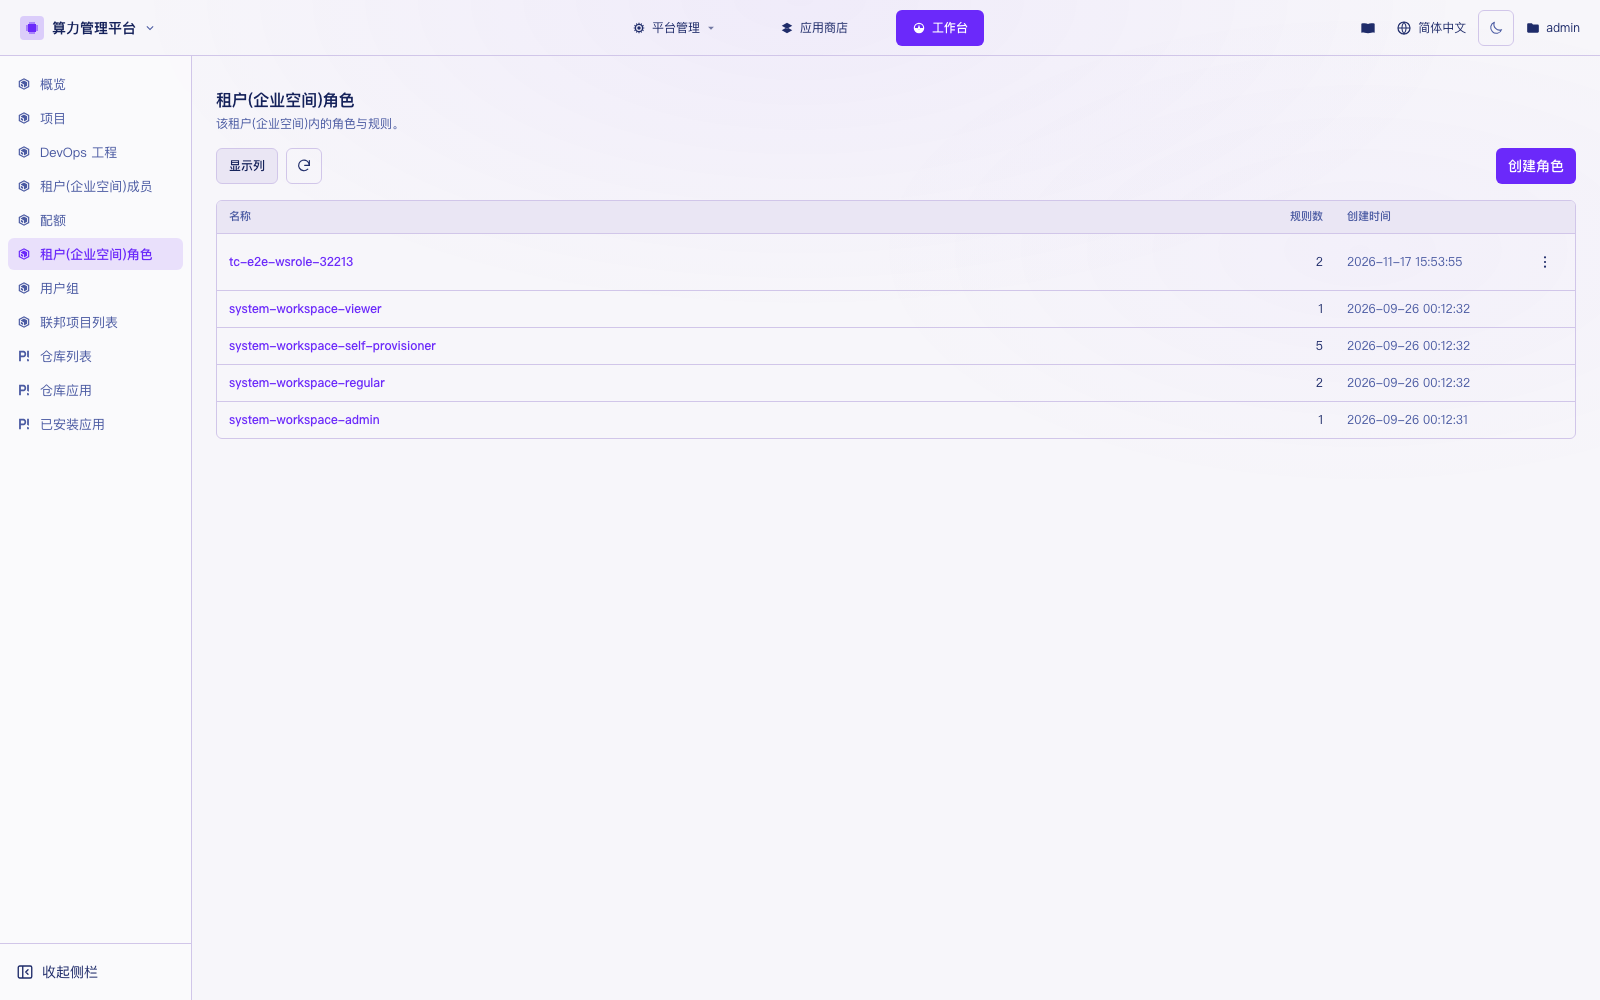 算力管理平台
平台管理
应用商店
工作台
简体中文
admin
概览
项目
DevOps 工程
租户(企业空间)成员
配额
租户(企业空间)角色
用户组
联邦项目列表
P! 仓库列表
P! 仓库应用
P! 已安装应用
收起侧栏
租户(企业空间)角色
该租户(企业空间)内的角色与规则。
显示列
创建角色
名称 规则数 创建时间
tc-e2e-wsrole-32213 2 2026-11-17 15:53:55
system-workspace-viewer 1 2026-09-26 00:12:32
system-workspace-self-provisioner 5 2026-09-26 00:12:32
system-workspace-regular 2 2026-09-26 00:12:32
system-workspace-admin 1 2026-09-26 00:12:31